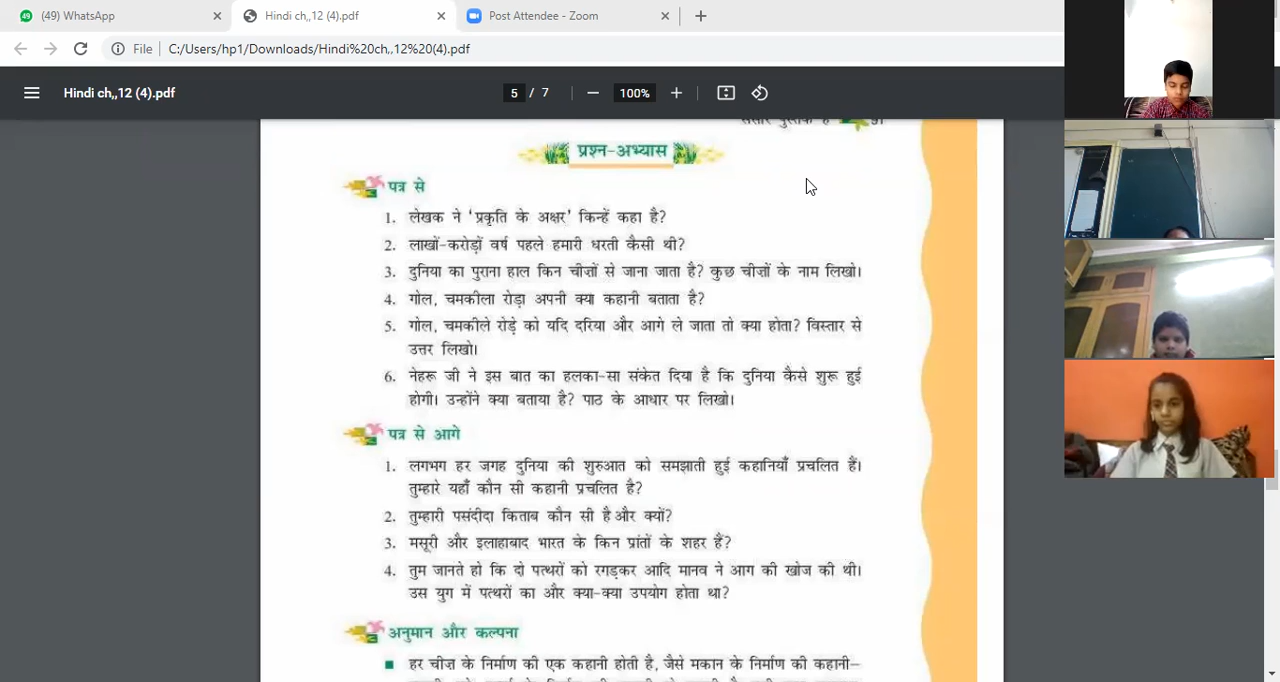 (49) WhatsApp
Hindi ch,,12 (4).pdf
Post Attendee - Zoom
File
C:/Users/hp1/Downloads/Hindi%20ch,,12%20(4).pdf
Hindi ch,,12 (4).pdf
5 / 7
100%
संसार पुस्तक है
91
प्रश्न-अभ्यास
पत्र से
1. लेखक ने 'प्रकृति के अक्षर' किन्हें कहा है?
2. लाखों-करोड़ों वर्ष पहले हमारी धरती कैसी थी?
3. दुनिया का पुराना हाल किन चीज़ों से जाना जाता है? कुछ चीज़ों के नाम लिखो।
4. गोल, चमकीला रोड़ा अपनी क्या कहानी बताता है?
5. गोल, चमकीले रोड़े को यदि दरिया और आगे ले जाता तो क्या होता? विस्तार से
उत्तर लिखो।
6. नेहरू जी ने इस बात का हलका-सा संकेत दिया है कि दुनिया कैसे शुरू हुई
होगी। उन्होंने क्या बताया है? पाठ के आधार पर लिखो।
पत्र से आगे
1. लगभग हर जगह दुनिया की शुरुआत को समझाती हुई कहानियाँ प्रचलित हैं।
तुम्हारे यहाँ कौन सी कहानी प्रचलित है?
2. तुम्हारी पसंदीदा किताब कौन सी है और क्यों?
3. मसूरी और इलाहाबाद भारत के किन प्रांतों के शहर हैं?
4. तुम जानते हो कि दो पत्थरों को रगड़कर आदि मानव ने आग की खोज की थी।
उस युग में पत्थरों का और क्या-क्या उपयोग होता था?
अनुमान और कल्पना
हर चीज़ के निर्माण की एक कहानी होती है, जैसे मकान के निर्माण की कहानी—